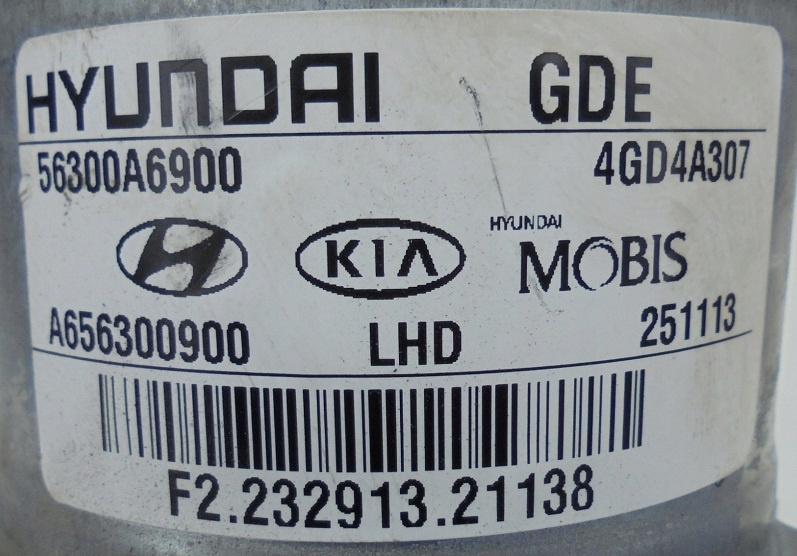 HYUNDAI GDE
56300A6900 4GD4A307
KIA HYUNDAI MOBIS
A656300900 LHD 251113
F2.232913.21138